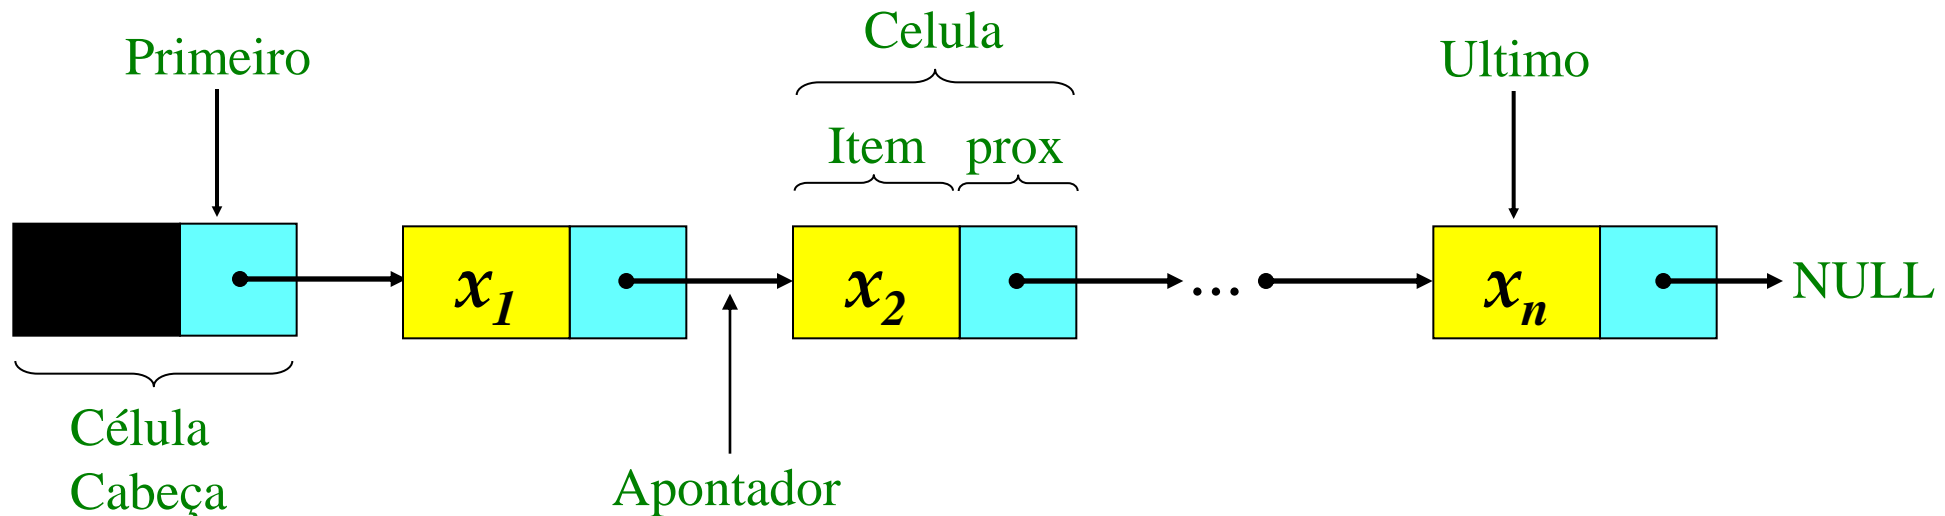 Celula
Primeiro
Ultimo
Item prox
x1
x2
...
xn
NULL
Célula
Cabeça
Apontador